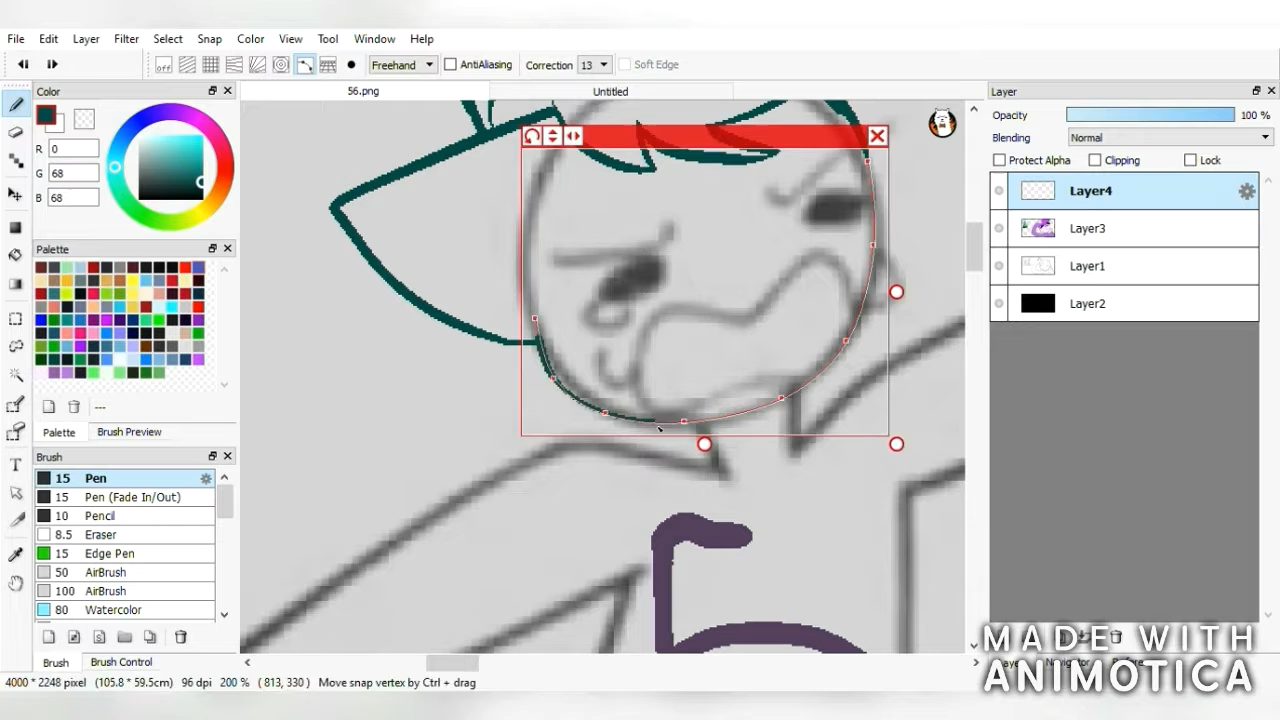 File Edit Layer Filter Select Snap Color View Tool Window Help
off Freehand AntiAliasing Correction 13 Soft Edge
Color
56.png Untitled
Layer
R 0
G 68
B 68
Opacity 100 %
Blending Normal
Protect Alpha Clipping Lock
Layer4
Layer3
Layer1
Layer2
Palette
---
Palette Brush Preview
Brush
15 Pen
15 Pen (Fade In/Out)
10 Pencil
8.5 Eraser
15 Edge Pen
50 AirBrush
100 AirBrush
80 Watercolor
Brush Brush Control
4000 * 2248 pixel (105.8 * 59.5cm) 96 dpi 200 % ( 813, 330 ) Move snap vertex by Ctrl + drag
MADE WITH
ANIMOTICA